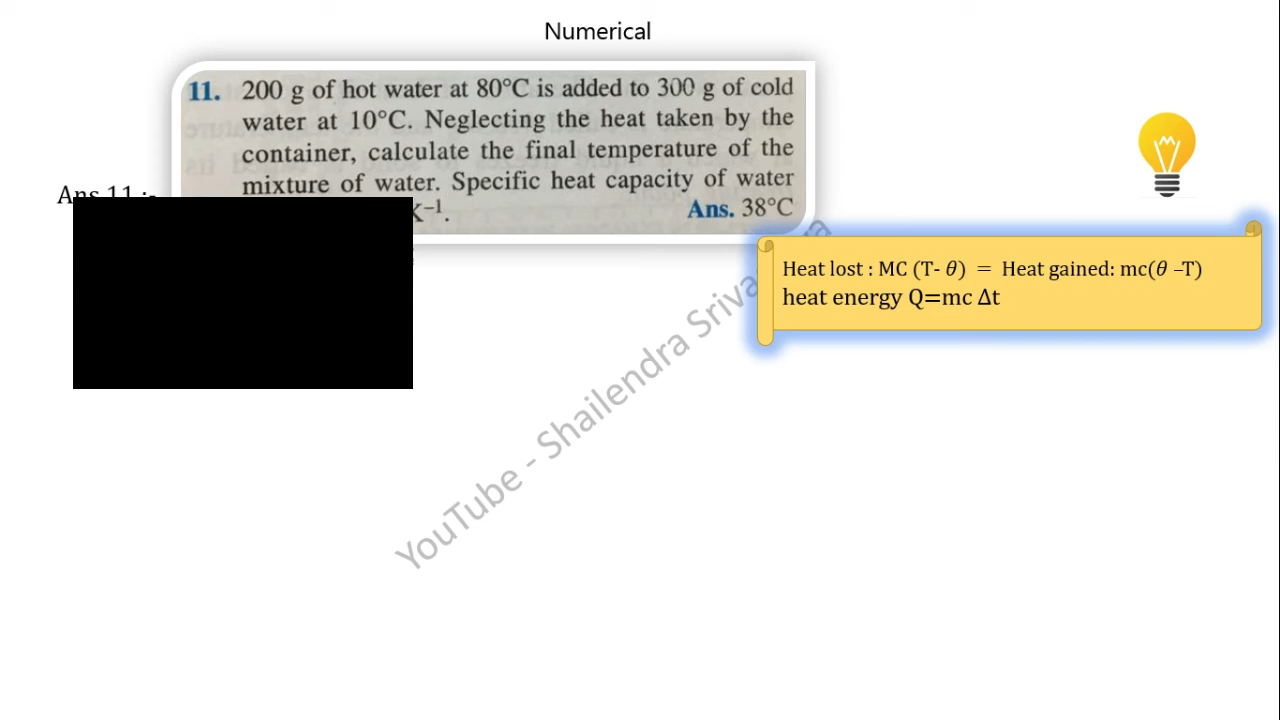 Numerical
11. 200 g of hot water at 80°C is added to 300 g of cold
water at 10°C. Neglecting the heat taken by the
container, calculate the final temperature of the
mixture of water. Specific heat capacity of water
K⁻¹. Ans. 38°C
Ans 11 :-
Heat lost : MC (T- θ) = Heat gained: mc(θ –T)
heat energy Q=mc Δt
YouTube - Shailendra